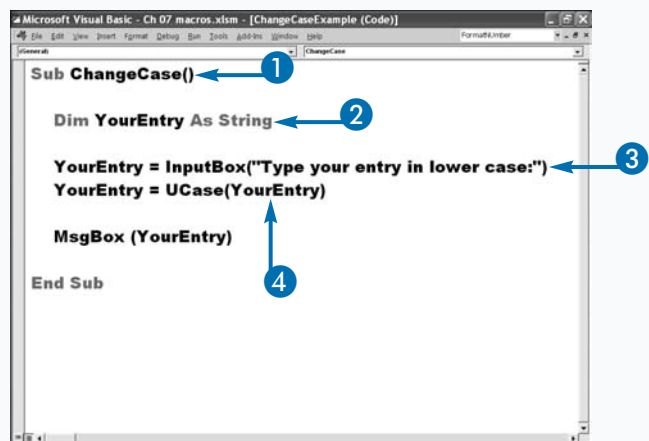 Microsoft Visual Basic - Ch 07 macros.xlsm - [ChangeCaseExample (Code)]
File Edit View Insert Format Debug Run Tools Add-Ins Window Help FormatNumber
(General) ChangeCase
Sub ChangeCase() 1
Dim YourEntry As String 2
YourEntry = InputBox("Type your entry in lower case:") 3
YourEntry = UCase(YourEntry)
MsgBox (YourEntry)
4
End Sub